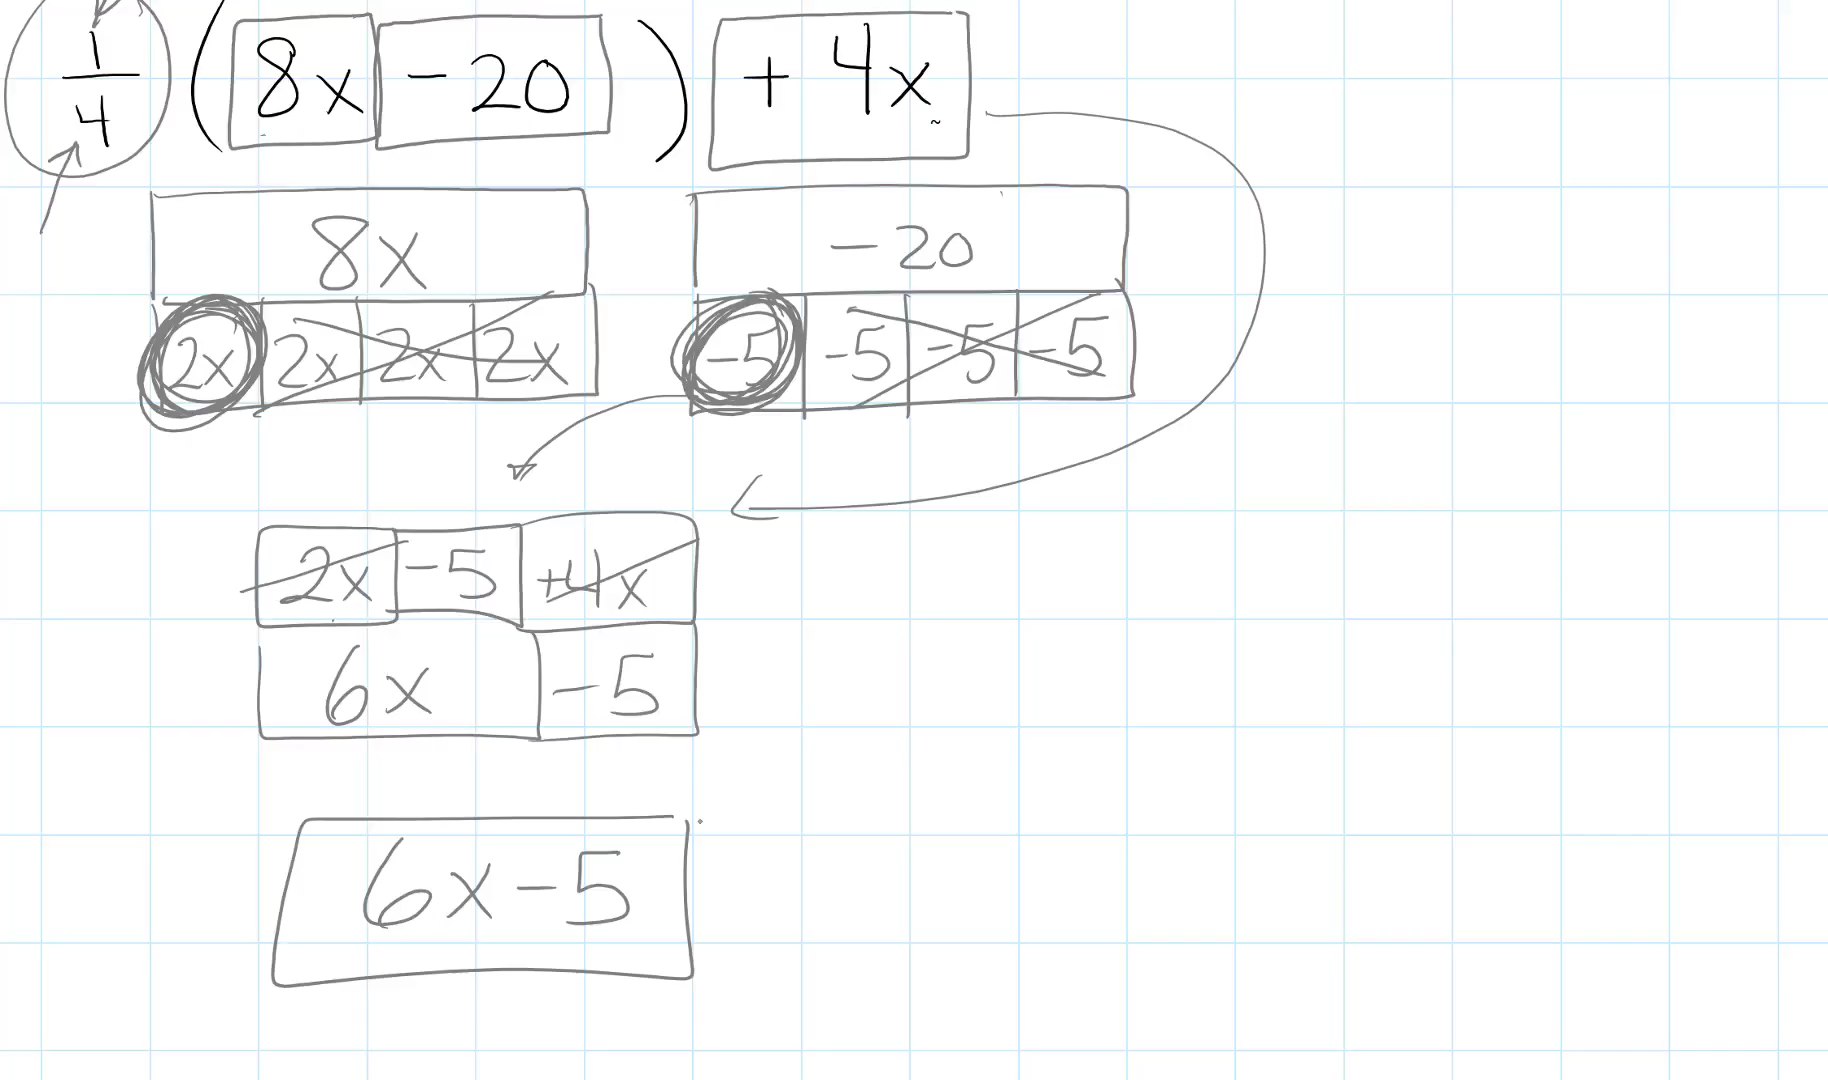 1/4 (8x - 20) + 4x
8x -20
2x 2x 2x 2x -5 -5 -5 -5
2x -5 +4x
6x -5
6x - 5